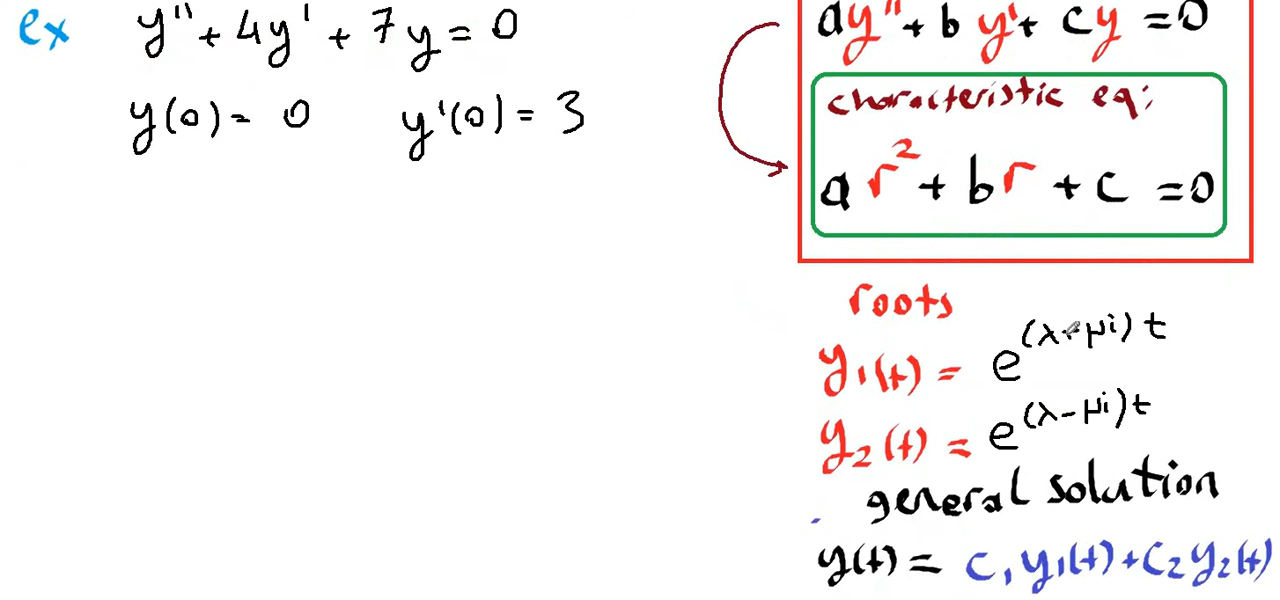 ex y'' + 4y' + 7y = 0
y(0) = 0 y'(0) = 3
ay'' + by' + cy = 0
characteristic eq:
ar² + br + c = 0
roots
y₁(t) = e^(λ+μi)t
y₂(t) = e^(λ-μi)t
general solution
y(t) = c₁y₁(t) + c₂y₂(t)